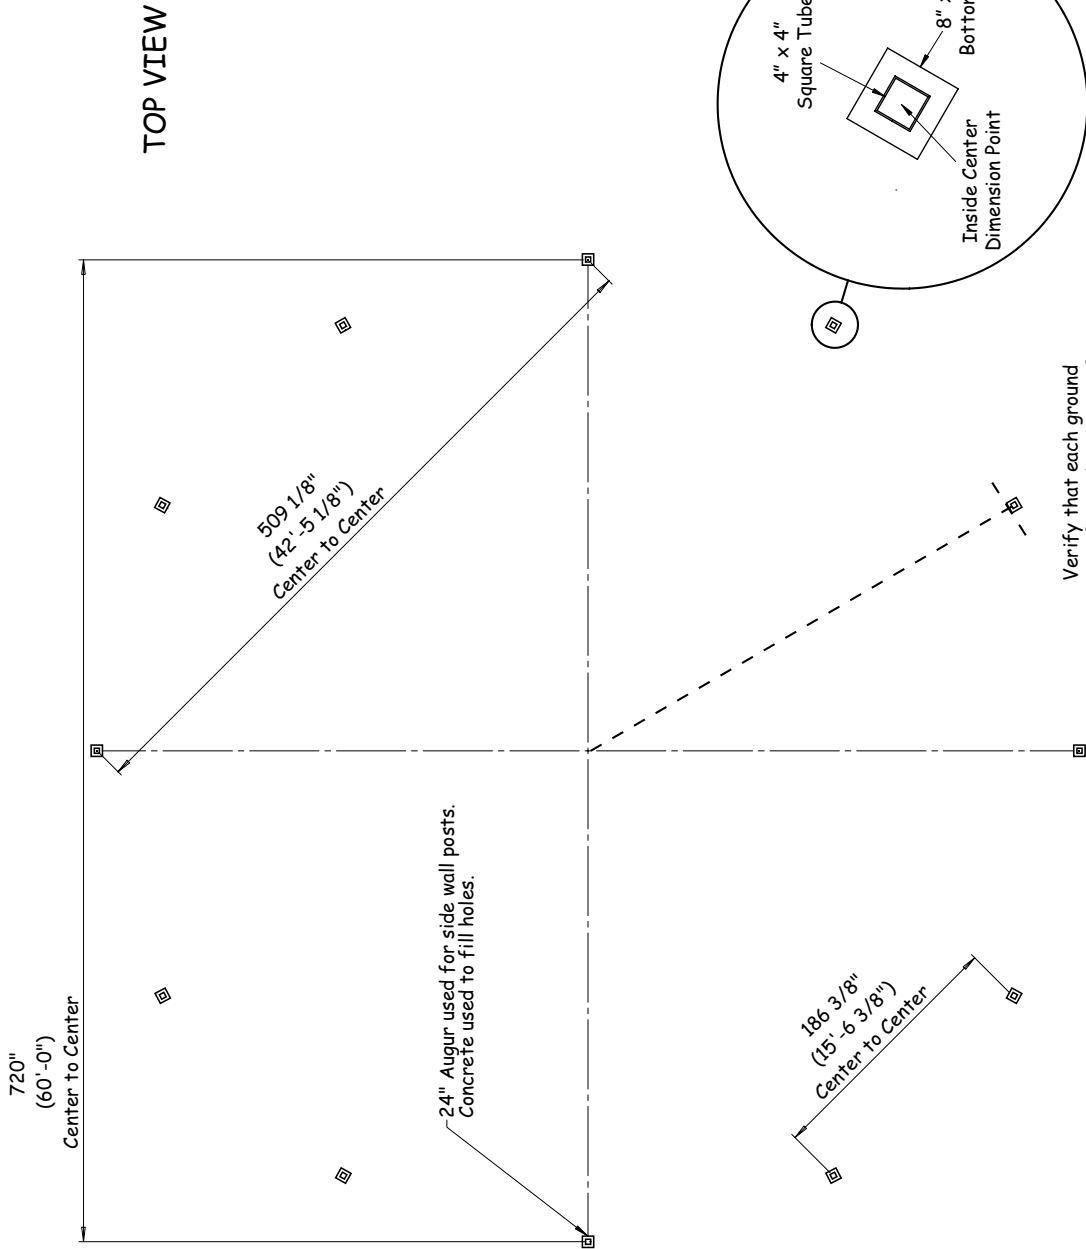 TOP VIEW
720"
(60'-0")
Center to Center
509 1/8"
(42'-5 1/8")
Center to Center
24" Augur used for side wall posts.
Concrete used to fill holes.
186 3/8"
(15'-6 3/8")
Center to Center
4" x 4"
Square Tube
8" x
Inside Center
Dimension Point
Verify that each ground